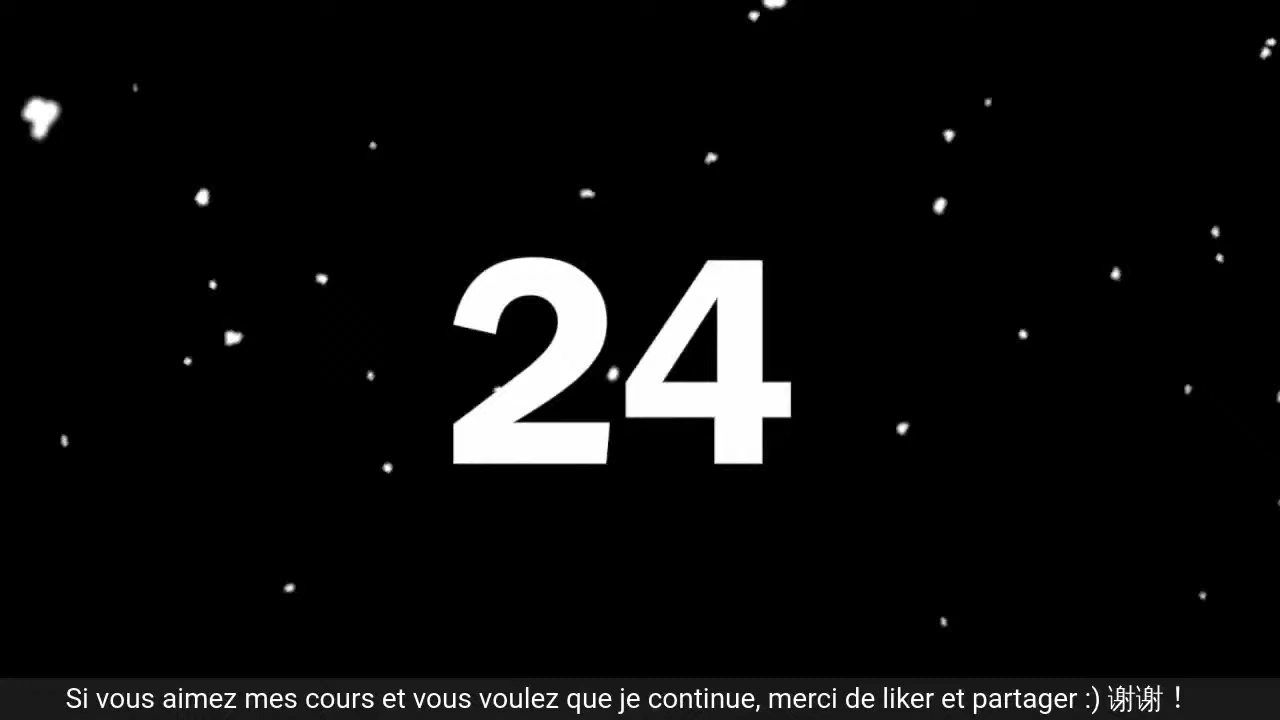 24
Si vous aimez mes cours et vous voulez que je continue, merci de liker et partager :) 谢谢！